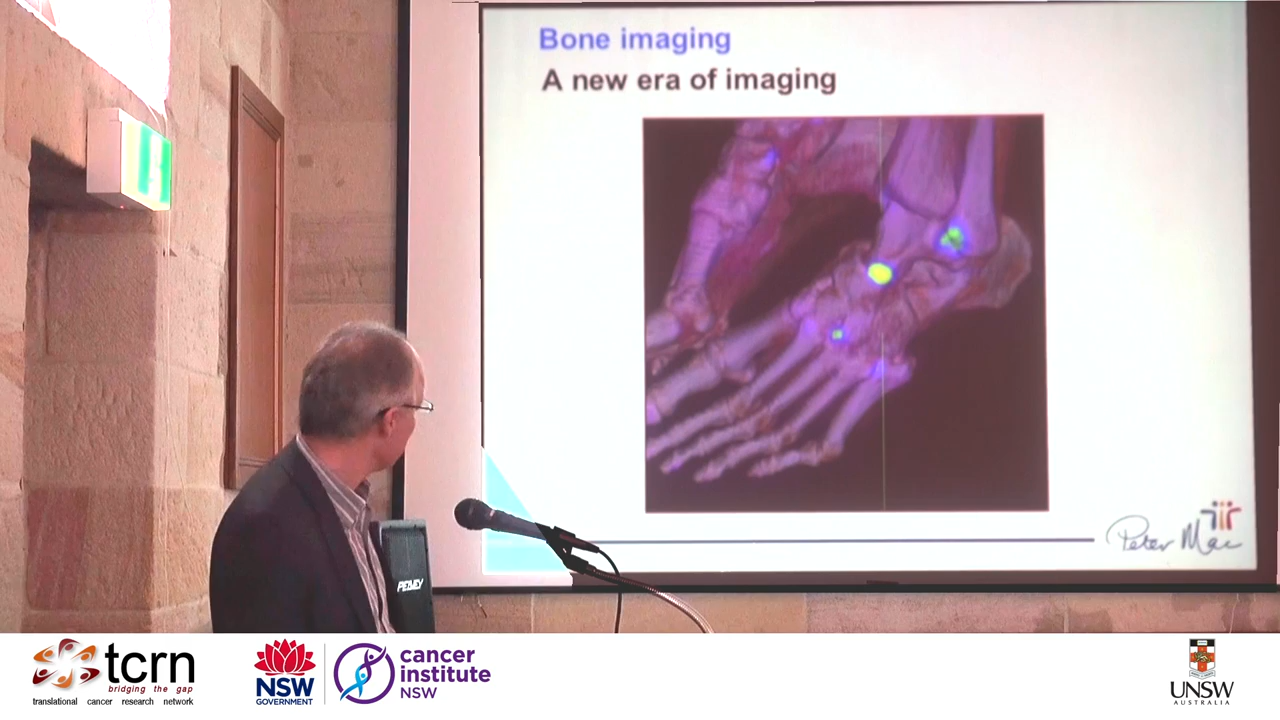 Bone imaging
A new era of imaging
Peter Mac
PEAVEY
tcrn
bridging the gap
translational cancer research network
NSW
GOVERNMENT
cancer
institute
NSW
UNSW
AUSTRALIA